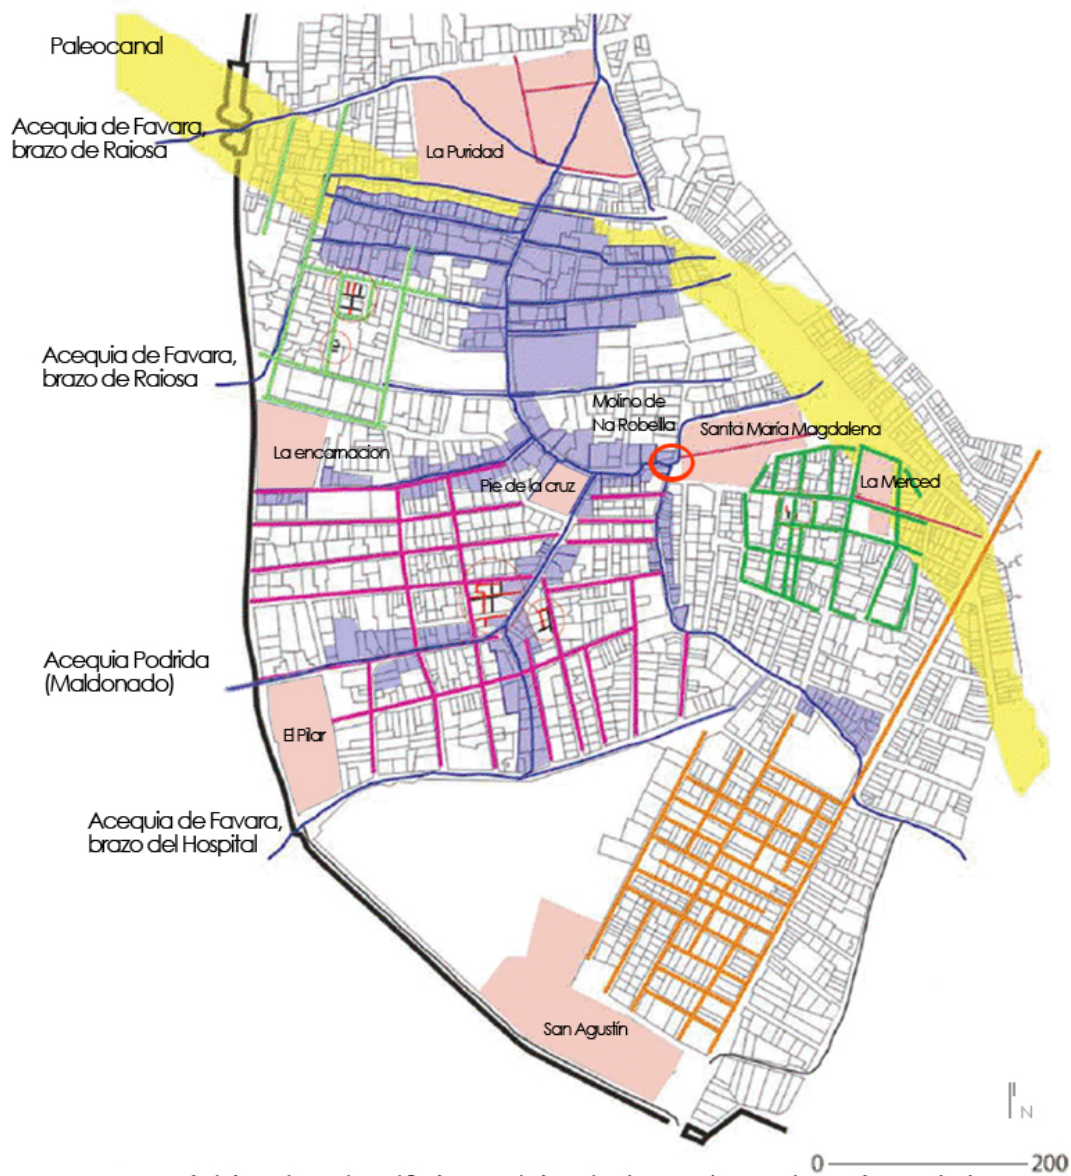 Paleocanal
Acequia de Favara,
brazo de Raiosa
La Puridad
Acequia de Favara,
brazo de Raiosa
Molino de
Na Robella
Santa María Magdalena
La encarnacion
Pie de la cruz
La Merced
Acequia Podrida
(Maldonado)
El Pilar
Acequia de Favara,
brazo del Hospital
San Agustín
N
0 200